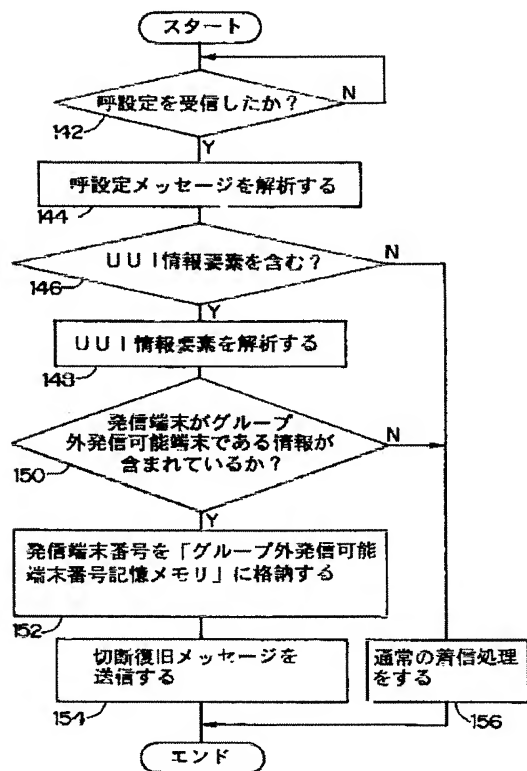 スタート
呼設定を受信したか？
N
142
Y
呼設定メッセージを解析する
144
UUI情報要素を含む？
N
146
Y
UUI情報要素を解析する
148
発信端末がグループ
外発信可能端末である情報が
含まれているか？
N
150
Y
発信端末番号を「グループ外発信可能
端末番号記憶メモリ」に格納する
152
切断復旧メッセージを
送信する
154
通常の着信処理
をする
156
エンド